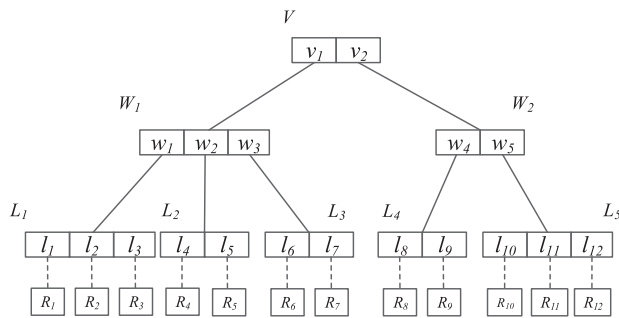 V
v1 v2
W1 W2
w1 w2 w3 w4 w5
L1 L2 L3 L4 L5
l1 l2 l3 l4 l5 l6 l7 l8 l9 l10 l11 l12
R1 R2 R3 R4 R5 R6 R7 R8 R9 R10 R11 R12